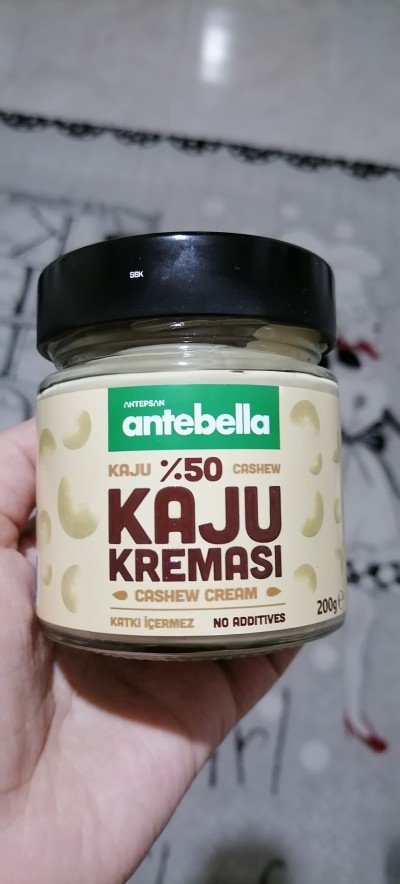 SBK
ANTEPSAN
antebella
KAJU %50 CASHEW
KAJU
KREMASI
CASHEW CREAM
200g e
KATKI İÇERMEZ NO ADDITIVES